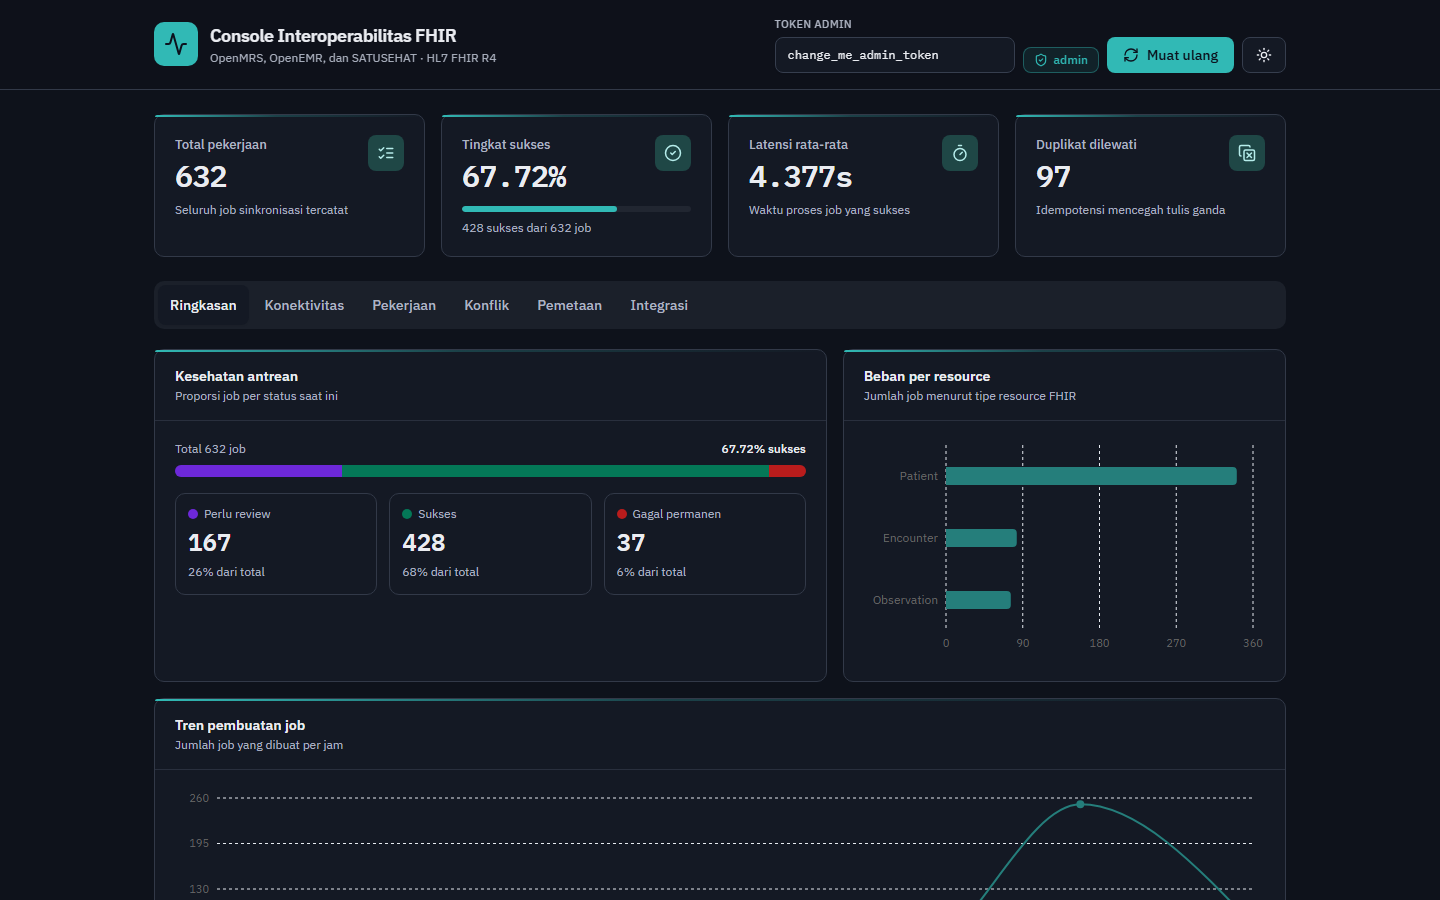 Console Interoperabilitas FHIR
OpenMRS, OpenEMR, dan SATUSEHAT · HL7 FHIR R4
TOKEN ADMIN
change_me_admin_token
admin
Muat ulang
Total pekerjaan
632
Seluruh job sinkronisasi tercatat
Tingkat sukses
67.72%
428 sukses dari 632 job
Latensi rata-rata
4.377s
Waktu proses job yang sukses
Duplikat dilewati
97
Idempotensi mencegah tulis ganda
Ringkasan
Konektivitas
Pekerjaan
Konflik
Pemetaan
Integrasi
Kesehatan antrean
Proporsi job per status saat ini
Total 632 job
67.72% sukses
Perlu review
167
26% dari total
Sukses
428
68% dari total
Gagal permanen
37
6% dari total
Beban per resource
Jumlah job menurut tipe resource FHIR
Patient
Encounter
Observation
0 90 180 270 360
Tren pembuatan job
Jumlah job yang dibuat per jam
260
195
130